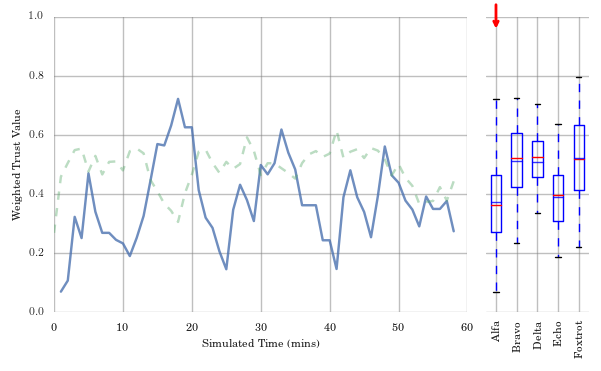 1.0
0.8
0.6
0.4
0.2
0.0
Weighted Trust Value
0 10 20 30 40 50 60
Simulated Time (mins)
Alfa
Bravo
Delta
Echo
Foxtrot